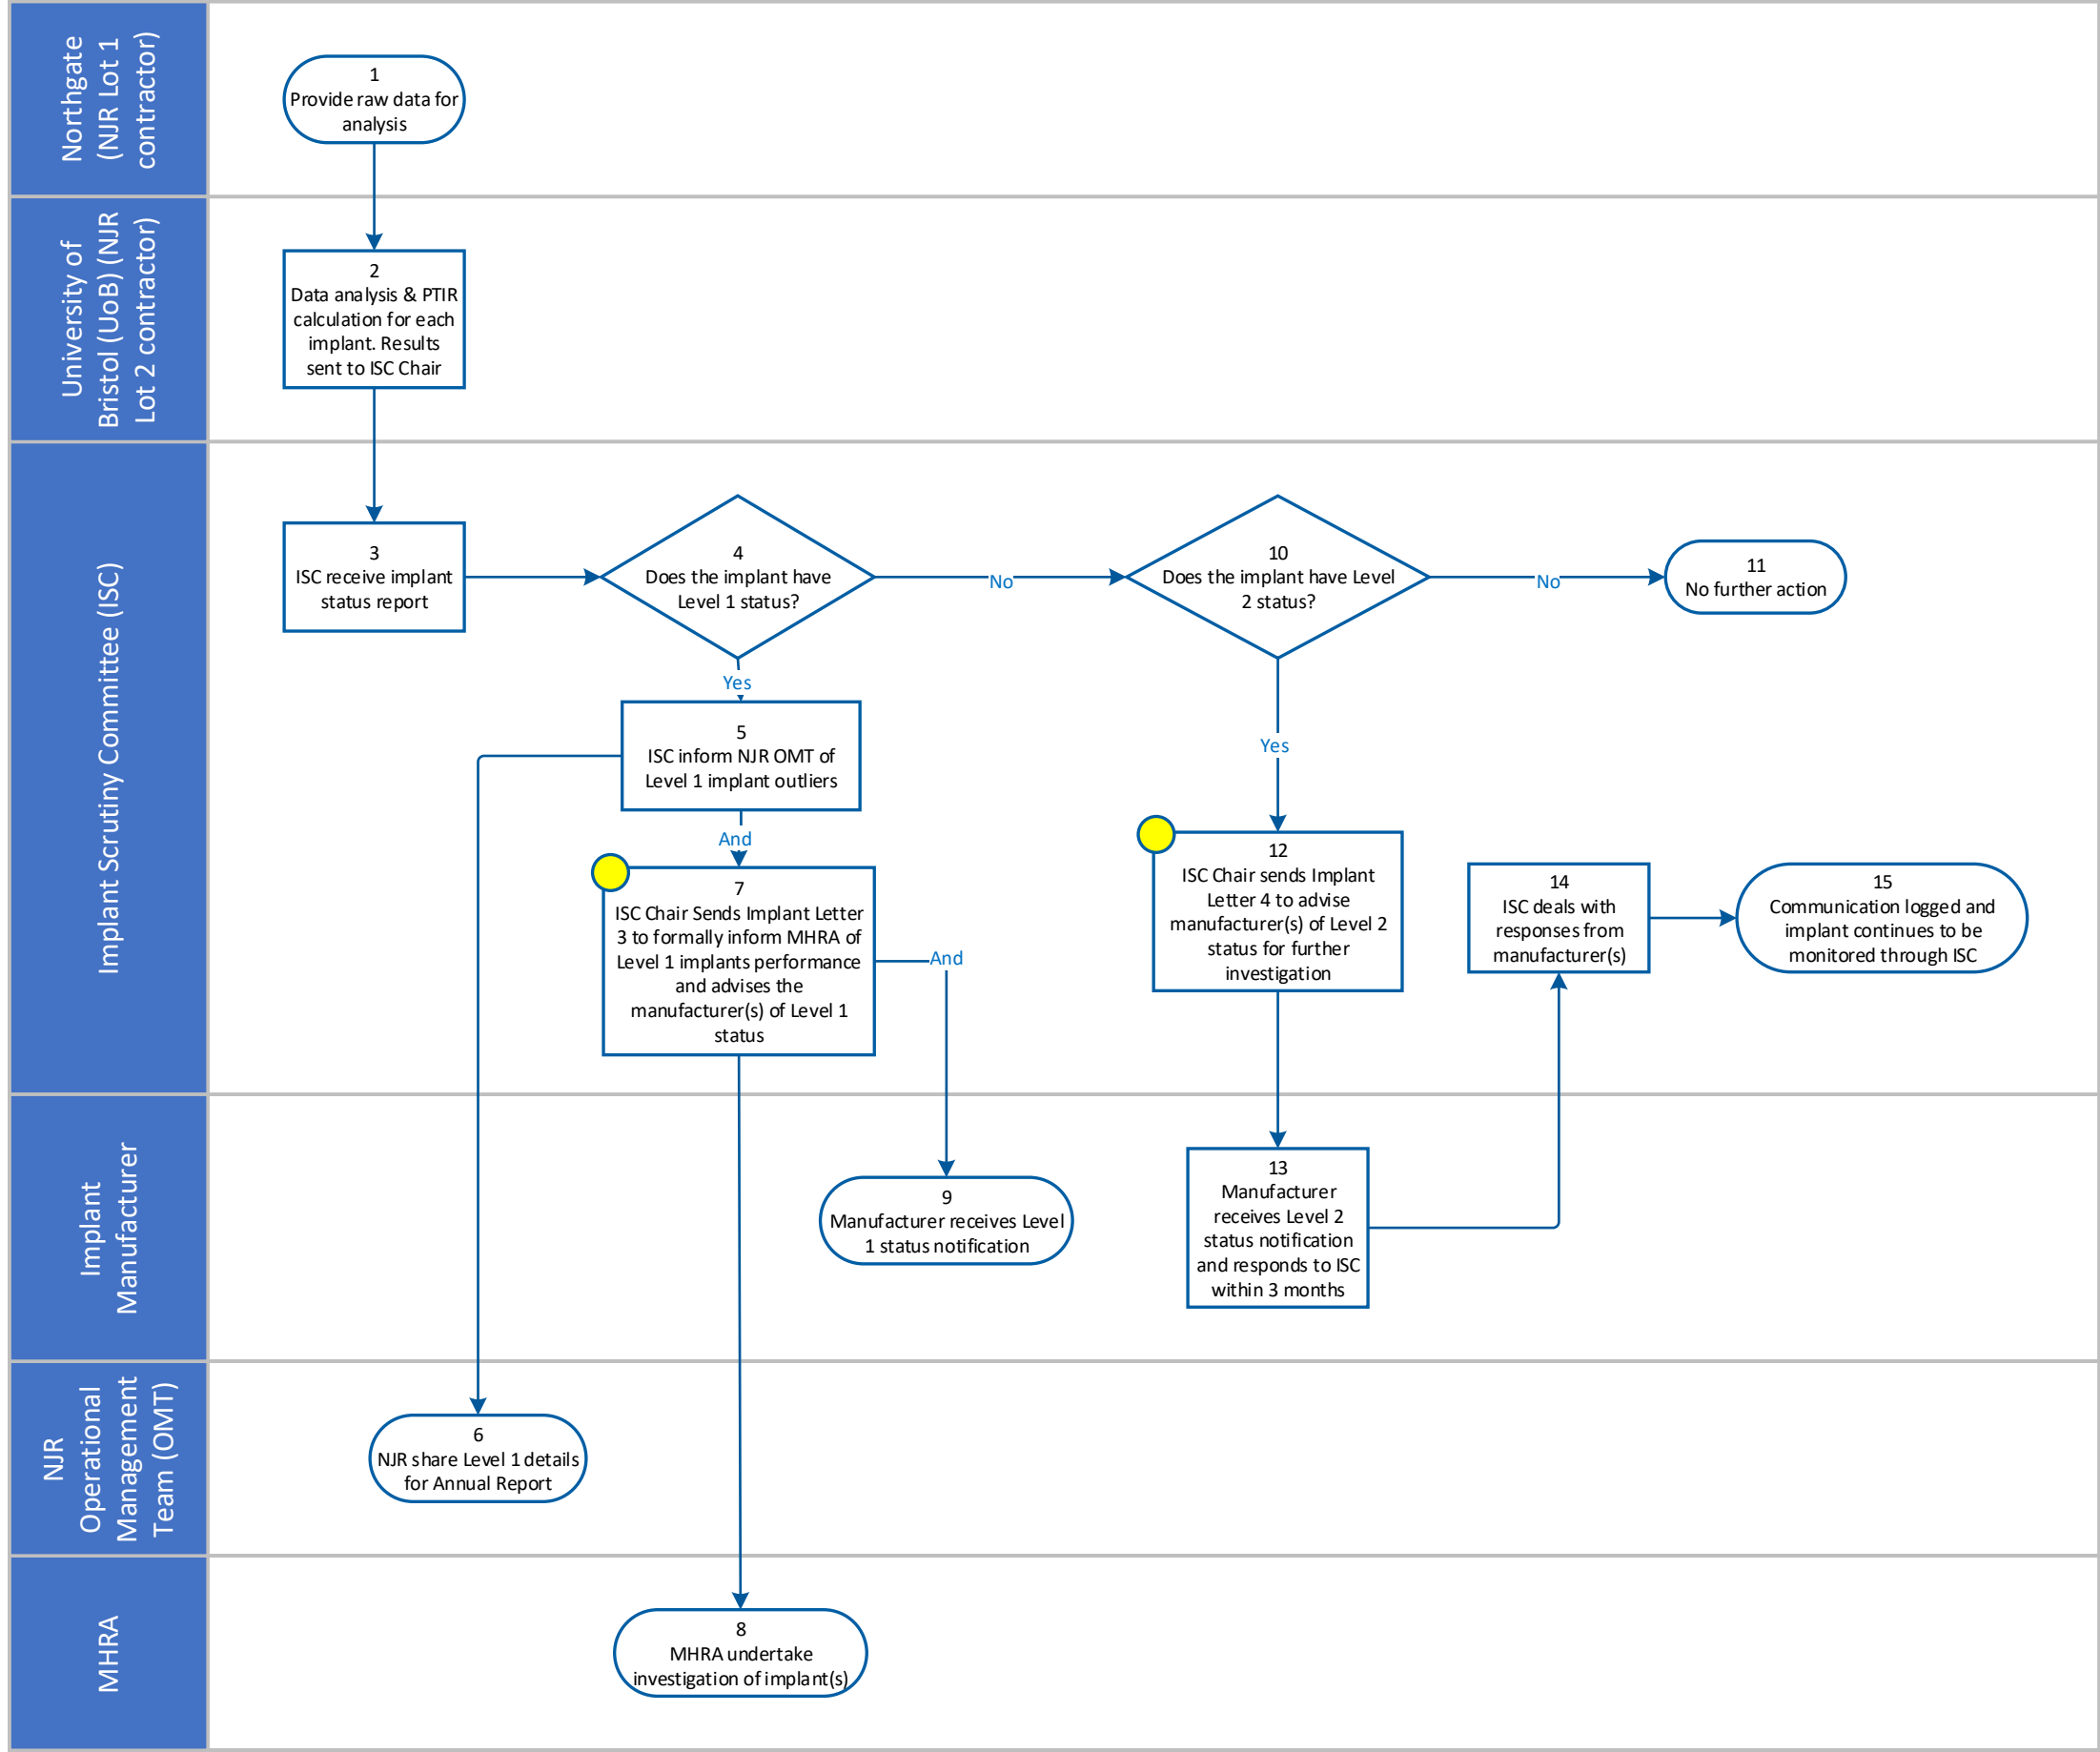 Northgate
(NJR Lot 1
contractor)
1
Provide raw data for
analysis
University of
Bristol (UoB) (NJR
Lot 2 contractor)
2
Data analysis & PTIR
calculation for each
implant. Results
sent to ISC Chair
Implant Scrutiny Committee (ISC)
3
ISC receive implant
status report
4
Does the implant have
Level 1 status?
No
10
Does the implant have Level
2 status?
No
11
No further action
Yes
5
ISC inform NJR OMT of
Level 1 implant outliers
And
7
ISC Chair Sends Implant Letter
3 to formally inform MHRA of
Level 1 implants performance
and advises the
manufacturer(s) of Level 1
status
And
Yes
12
ISC Chair sends Implant
Letter 4 to advise
manufacturer(s) of Level 2
status for further
investigation
14
ISC deals with
responses from
manufacturer(s)
15
Communication logged and
implant continues to be
monitored through ISC
Implant
Manufacturer
9
Manufacturer receives Level
1 status notification
13
Manufacturer
receives Level 2
status notification
and responds to ISC
within 3 months
NJR
Operational
Management
Team (OMT)
6
NJR share Level 1 details
for Annual Report
MHRA
8
MHRA undertake
investigation of implant(s)